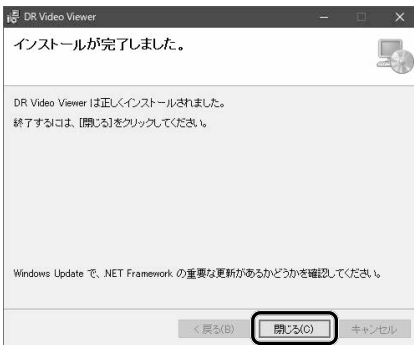 DR Video Viewer
インストールが完了しました。
DR Video Viewer は正しくインストールされました。
終了するには、[閉じる]をクリックしてください。
Windows Update で、.NET Framework の重要な更新があるかどうかを確認してください。
< 戻る(B) 閉じる(C) キャンセル